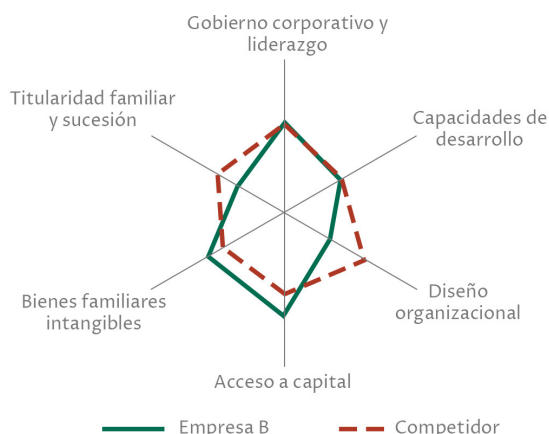 Gobierno corporativo y
liderazgo
Titularidad familiar
y sucesión
Capacidades de
desarrollo
Bienes familiares
intangibles
Diseño
organizacional
Acceso a capital
Empresa B
Competidor